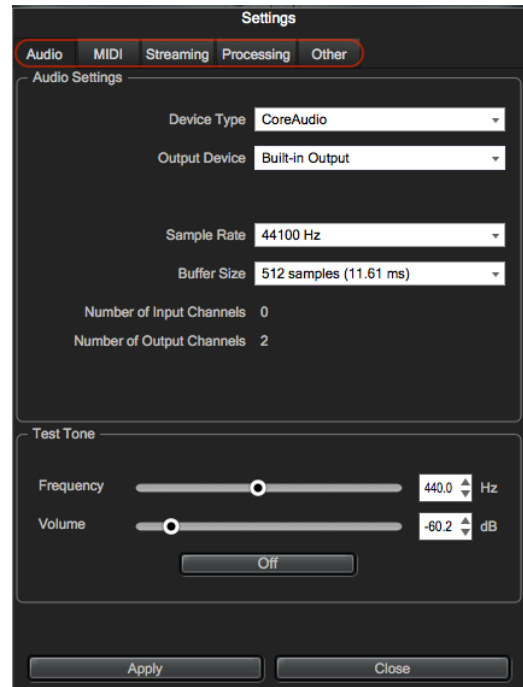 Settings
Audio MIDI Streaming Processing Other
Audio Settings
Device Type CoreAudio
Output Device Built-in Output
Sample Rate 44100 Hz
Buffer Size 512 samples (11.61 ms)
Number of Input Channels 0
Number of Output Channels 2
Test Tone
Frequency 440.0 Hz
Volume -60.2 dB
Off
Apply Close